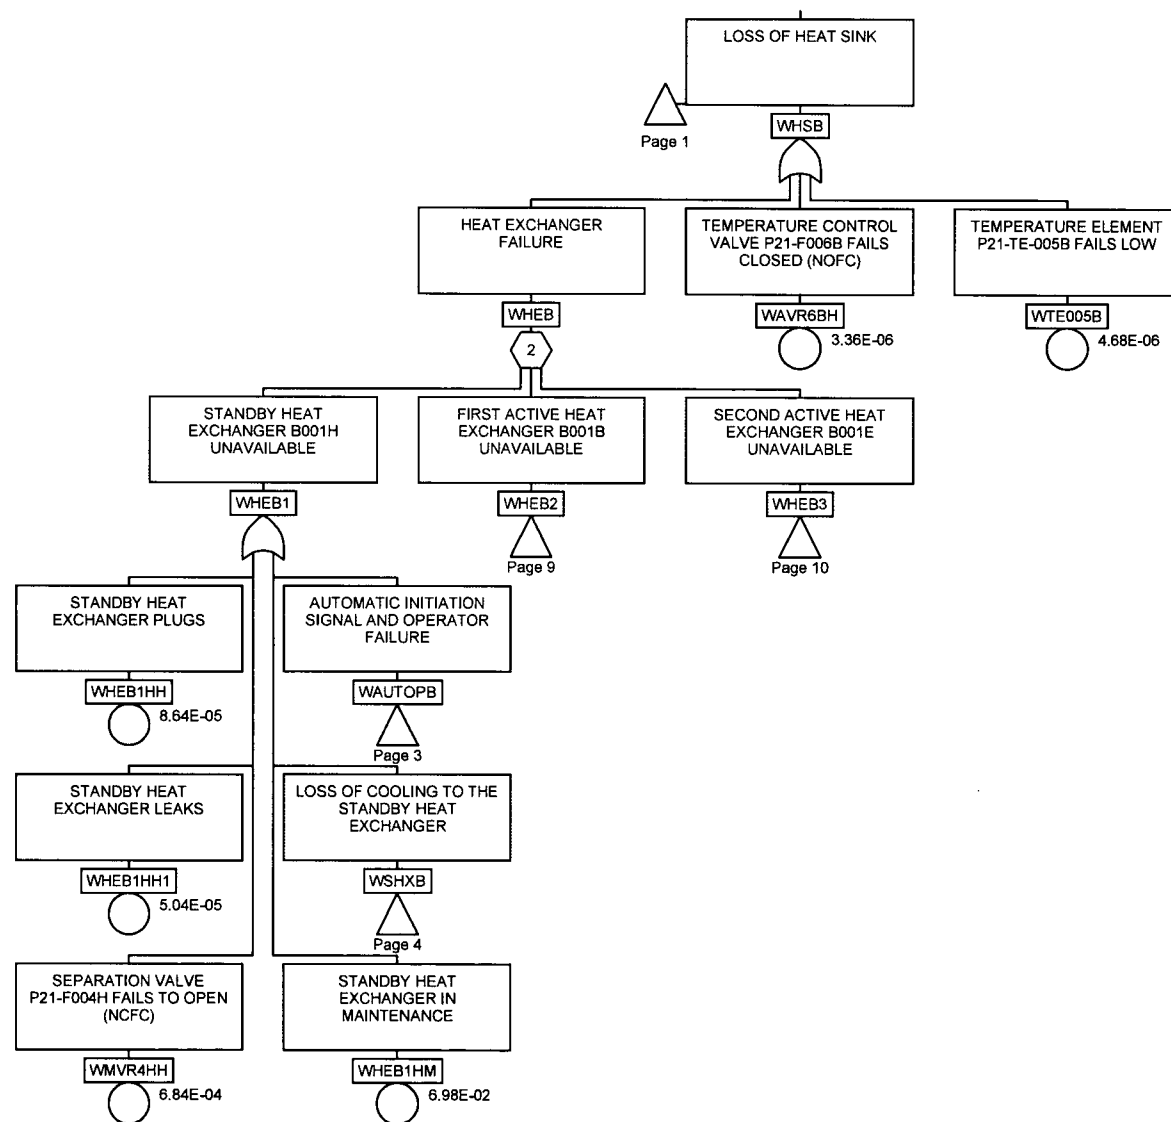 LOSS OF HEAT SINK
Page 1
WHSB
HEAT EXCHANGER
FAILURE
WHEB
2
TEMPERATURE CONTROL
VALVE P21-F006B FAILS
CLOSED (NOFC)
WAVR6BH
3.36E-06
TEMPERATURE ELEMENT
P21-TE-005B FAILS LOW
WTE005B
4.68E-06
STANDBY HEAT
EXCHANGER B001H
UNAVAILABLE
WHEB1
FIRST ACTIVE HEAT
EXCHANGER B001B
UNAVAILABLE
WHEB2
Page 9
SECOND ACTIVE HEAT
EXCHANGER B001E
UNAVAILABLE
WHEB3
Page 10
STANDBY HEAT
EXCHANGER PLUGS
WHEB1HH
8.64E-05
AUTOMATIC INITIATION
SIGNAL AND OPERATOR
FAILURE
WAUTOPB
Page 3
STANDBY HEAT
EXCHANGER LEAKS
WHEB1HH1
5.04E-05
LOSS OF COOLING TO THE
STANDBY HEAT
EXCHANGER
WSHXB
Page 4
SEPARATION VALVE
P21-F004H FAILS TO OPEN
(NCFC)
WMVR4HH
6.84E-04
STANDBY HEAT
EXCHANGER IN
MAINTENANCE
WHEB1HM
6.98E-02